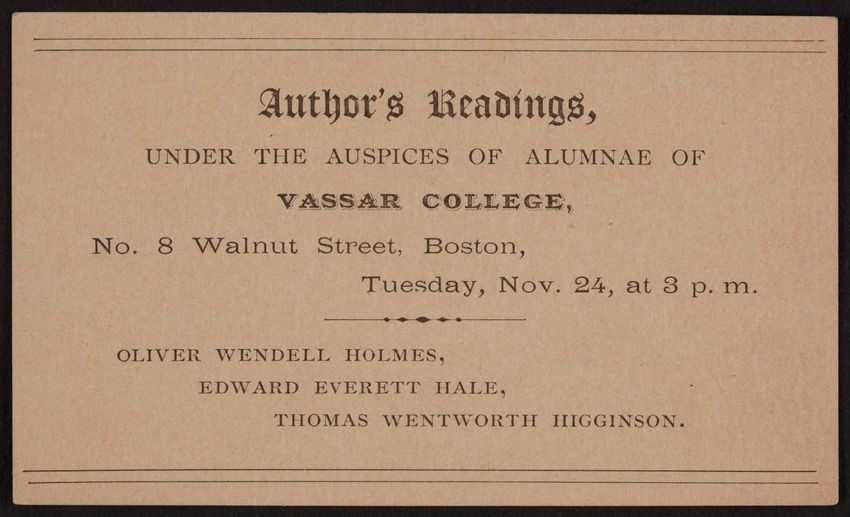 Author's Readings,
UNDER THE AUSPICES OF ALUMNAE OF
VASSAR COLLEGE,
No. 8 Walnut Street, Boston,
Tuesday, Nov. 24, at 3 p. m.
OLIVER WENDELL HOLMES,
EDWARD EVERETT HALE,
THOMAS WENTWORTH HIGGINSON.